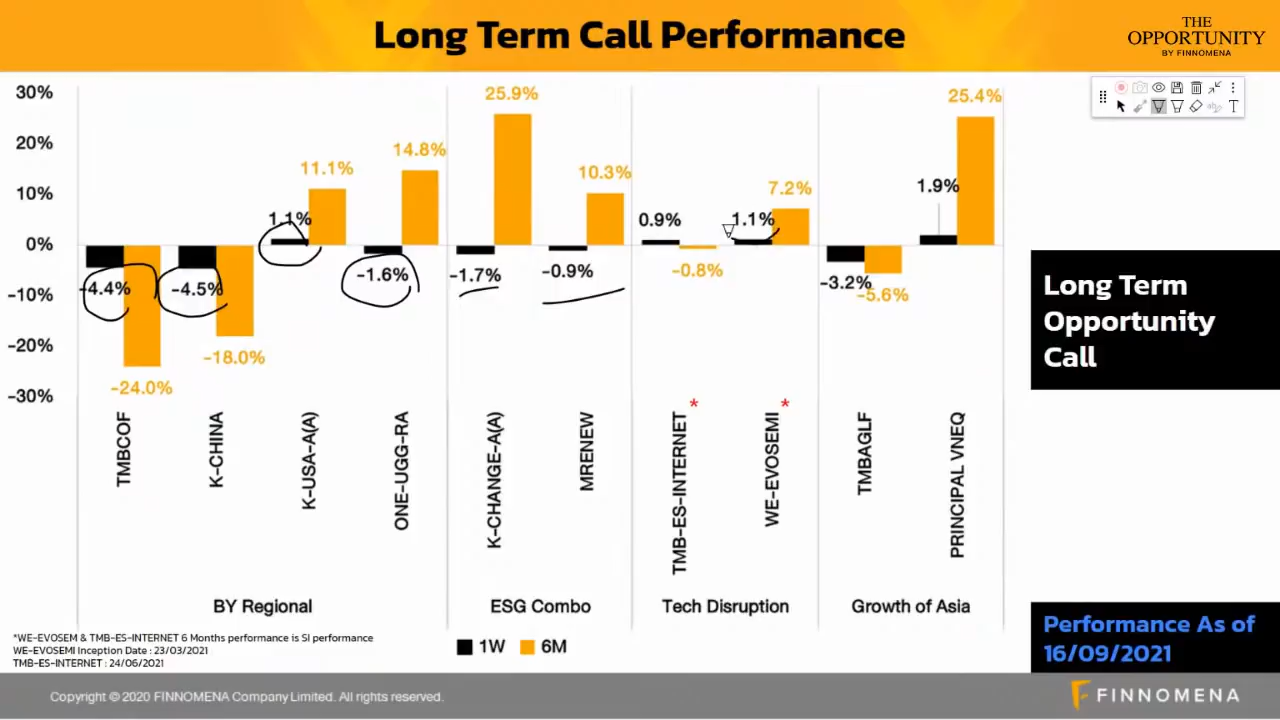 Long Term Call Performance
THE
OPPORTUNITY
BY FINNOMENA
30%
20%
10%
0%
-10%
-20%
-30%
-4.4%
-24.0%
-4.5%
-18.0%
1.1%
11.1%
-1.6%
14.8%
-1.7%
25.9%
-0.9%
10.3%
0.9%
-0.8%
1.1%
7.2%
-3.2%
-5.6%
1.9%
25.4%
TMBCOF
K-CHINA
K-USA-A(A)
ONE-UGG-RA
K-CHANGE-A(A)
MRENEW
TMB-ES-INTERNET *
WE-EVOSEMI *
TMBAGLF
PRINCIPAL VNEQ
BY Regional
ESG Combo
Tech Disruption
Growth of Asia
1W
6M
Long Term
Opportunity
Call
Performance As of
16/09/2021
*WE-EVOSEM & TMB-ES-INTERNET 6 Months performance is SI performance
WE-EVOSEMI Inception Date : 23/03/2021
TMB-ES-INTERNET : 24/06/2021
Copyright © 2020 FINNOMENA Company Limited. All rights reserved.
FINNOMENA